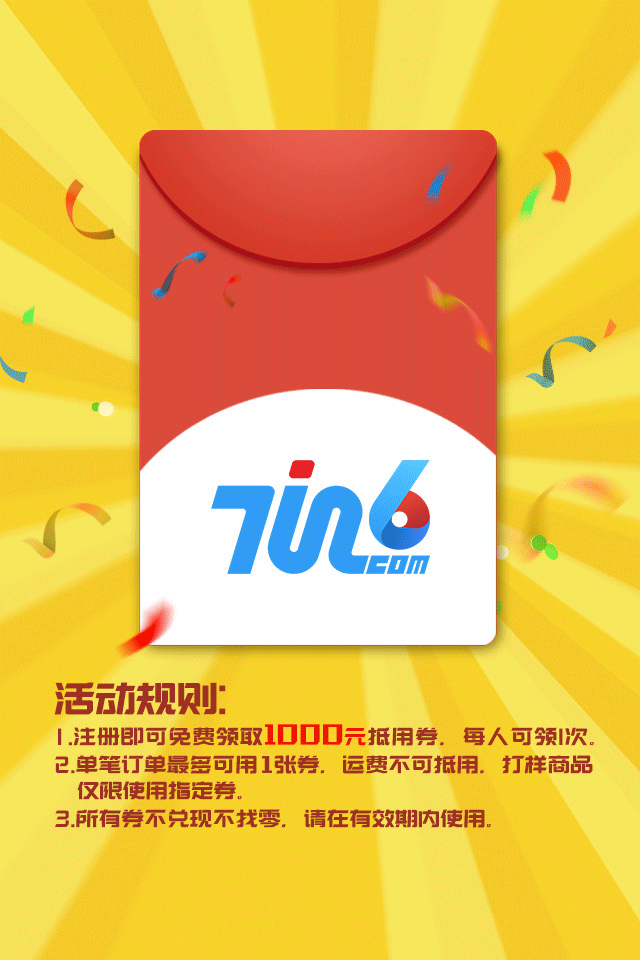 7in6
.com
活动规则:
1.注册即可免费领取1000元抵用券，每人可领1次。
2.单笔订单最多可用1张券，运费不可抵用，打样商品
仅限使用指定券。
3.所有券不兑现不找零，请在有效期内使用。